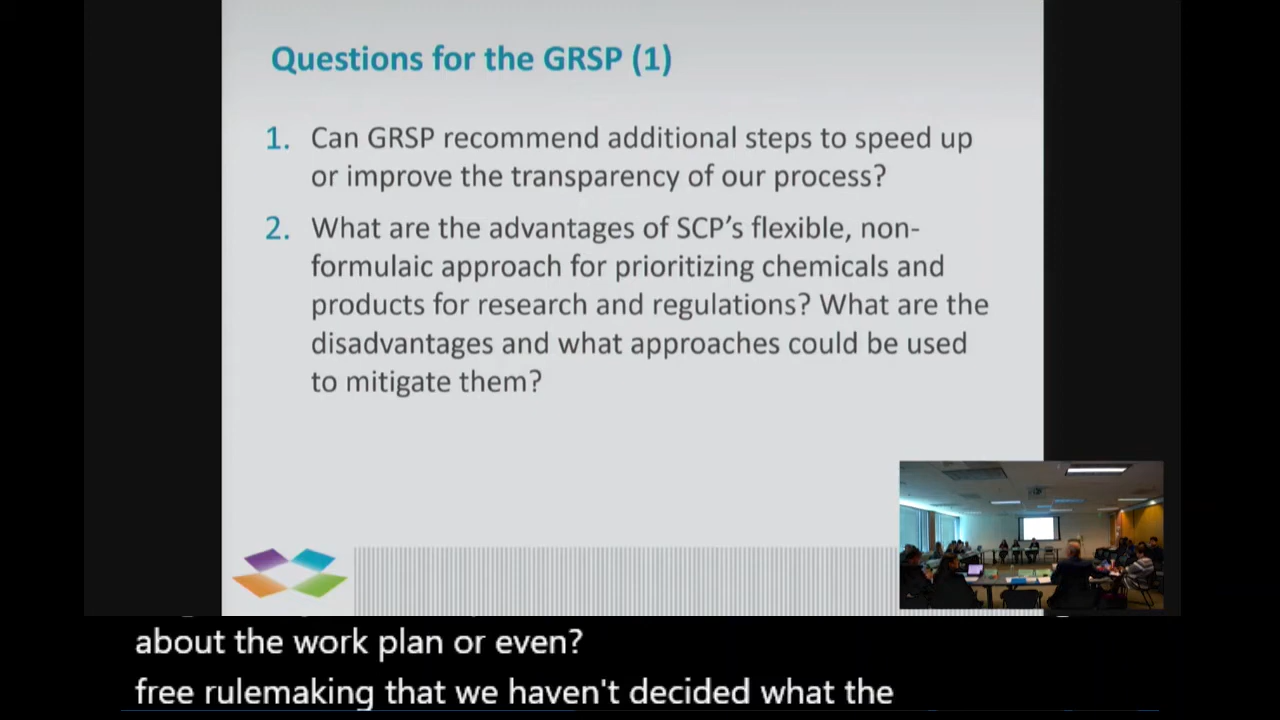 Questions for the GRSP (1)
1. Can GRSP recommend additional steps to speed up
or improve the transparency of our process?
2. What are the advantages of SCP's flexible, non-
formulaic approach for prioritizing chemicals and
products for research and regulations? What are the
disadvantages and what approaches could be used
to mitigate them?
about the work plan or even?
free rulemaking that we haven't decided what the